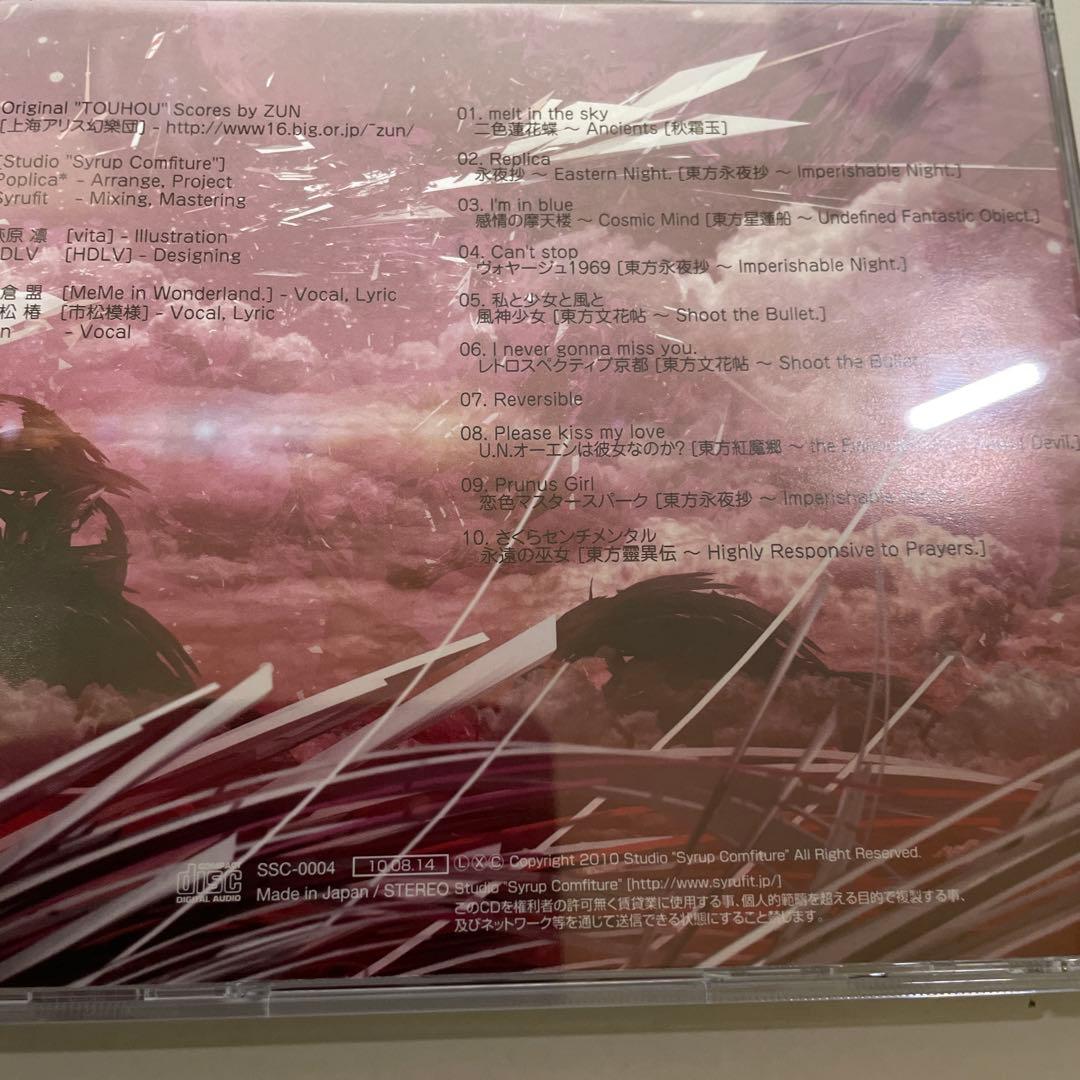 Original "TOUHOU" Scores by ZUN
[上海アリス幻樂団] - http://www16.big.or.jp/~zun/
[Studio "Syrup Comfiture"]
Poplica* - Arrange, Project
Syrufit - Mixing, Mastering
原 凛 [vita] - Illustration
DLV [HDLV] - Designing
倉 盟 [MeMe in Wonderland.] - Vocal, Lyric
松 椿 [市松模様] - Vocal, Lyric
n - Vocal
01. melt in the sky
二色蓮花蝶 ～ Ancients [秋霜玉]
02. Replica
永夜抄 ～ Eastern Night. [東方永夜抄 ～ Imperishable Night.]
03. I'm in blue
感情の摩天楼 ～ Cosmic Mind [東方星蓮船 ～ Undefined Fantastic Object.]
04. Can't stop
ヴォヤージュ1969 [東方永夜抄 ～ Imperishable Night.]
05. 私と少女と風と
風神少女 [東方文花帖 ～ Shoot the Bullet.]
06. I never gonna miss you.
レトロスペクティブ京都 [東方文花帖 ～ Shoot the Bullet
07. Reversible
08. Please kiss my love
U.N.オーエンは彼女なのか? [東方紅魔郷 ～ the Devil.]
09. Prunus Girl
恋色マスタースパーク [東方永夜抄 ～ Imperishable
10. さくらセンチメンタル
永遠の巫女 [東方靈異伝 ～ Highly Responsive to Prayers.]
COMPACT
disc
DIGITAL AUDIO
SSC-0004 10.08.14 ⓁⓍⒸ Copyright 2010 Studio "Syrup Comfiture" All Right Reserved.
Made in Japan / STEREO Studio "Syrup Comfiture" [http://www.syrufit.jp/]
このCDを権利者の許可無く賃貸業に使用する事、個人的範疇を超える目的で複製する事、
及びネットワーク等を通じて送信できる状態にすること禁じます。